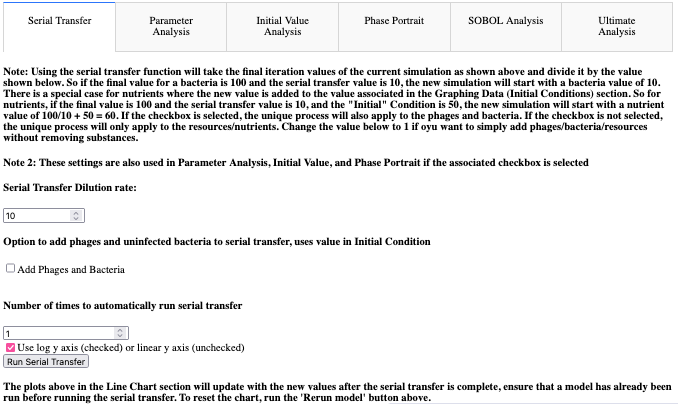 Serial Transfer
Parameter
Analysis
Initial Value
Analysis
Phase Portrait
SOBOL Analysis
Ultimate
Analysis
Note: Using the serial transfer function will take the final iteration values of the current simulation as shown above and divide it by the value
shown below. So if the final value for a bacteria is 100 and the serial transfer value is 10, the new simulation will start with a bacteria value of 10.
There is a special case for nutrients where the new value is added to the value associated in the Graphing Data (Initial Conditions) section. So for
nutrients, if the final value is 100 and the serial transfer value is 10, and the "Initial" Condition is 50, the new simulation will start with a nutrient
value of 100/10 + 50 = 60. If the checkbox is selected, the unique process will also apply to the phages and bacteria. If the checkbox is not selected,
the unique process will only apply to the resources/nutrients. Change the value below to 1 if oyu want to simply add phages/bacteria/resources
without removing substances.
Note 2: These settings are also used in Parameter Analysis, Initial Value, and Phase Portrait if the associated checkbox is selected
Serial Transfer Dilution rate:
10
Option to add phages and uninfected bacteria to serial transfer, uses value in Initial Condition
Add Phages and Bacteria
Number of times to automatically run serial transfer
1
Use log y axis (checked) or linear y axis (unchecked)
Run Serial Transfer
The plots above in the Line Chart section will update with the new values after the serial transfer is complete, ensure that a model has already been
run before running the serial transfer. To reset the chart, run the 'Rerun model' button above.